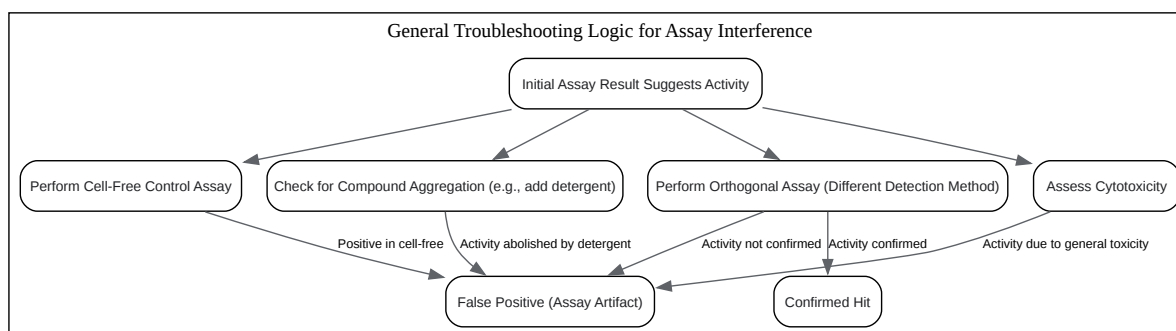 General Troubleshooting Logic for Assay Interference
Initial Assay Result Suggests Activity
Perform Cell-Free Control Assay
Check for Compound Aggregation (e.g., add detergent)
Perform Orthogonal Assay (Different Detection Method)
Assess Cytotoxicity
Positive in cell-free
Activity abolished by detergent
Activity not confirmed
Activity confirmed
Activity due to general toxicity
False Positive (Assay Artifact)
Confirmed Hit